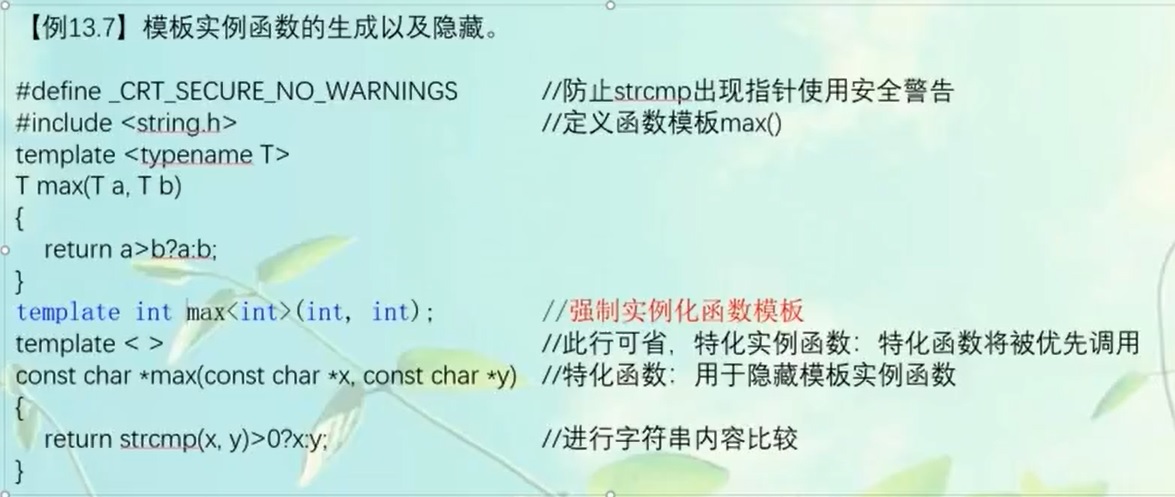 【例13.7】模板实例函数的生成以及隐藏。
#define _CRT_SECURE_NO_WARNINGS //防止strcmp出现指针使用安全警告
#include <string.h> //定义函数模板max()
template <typename T>
T max(T a, T b)
{
return a>b?a:b;
}
template int max<int>(int, int); //强制实例化函数模板
template < > //此行可省，特化实例函数：特化函数将被优先调用
const char *max(const char *x, const char *y) //特化函数：用于隐藏模板实例函数
{
return strcmp(x, y)>0?x:y; //进行字符串内容比较
}